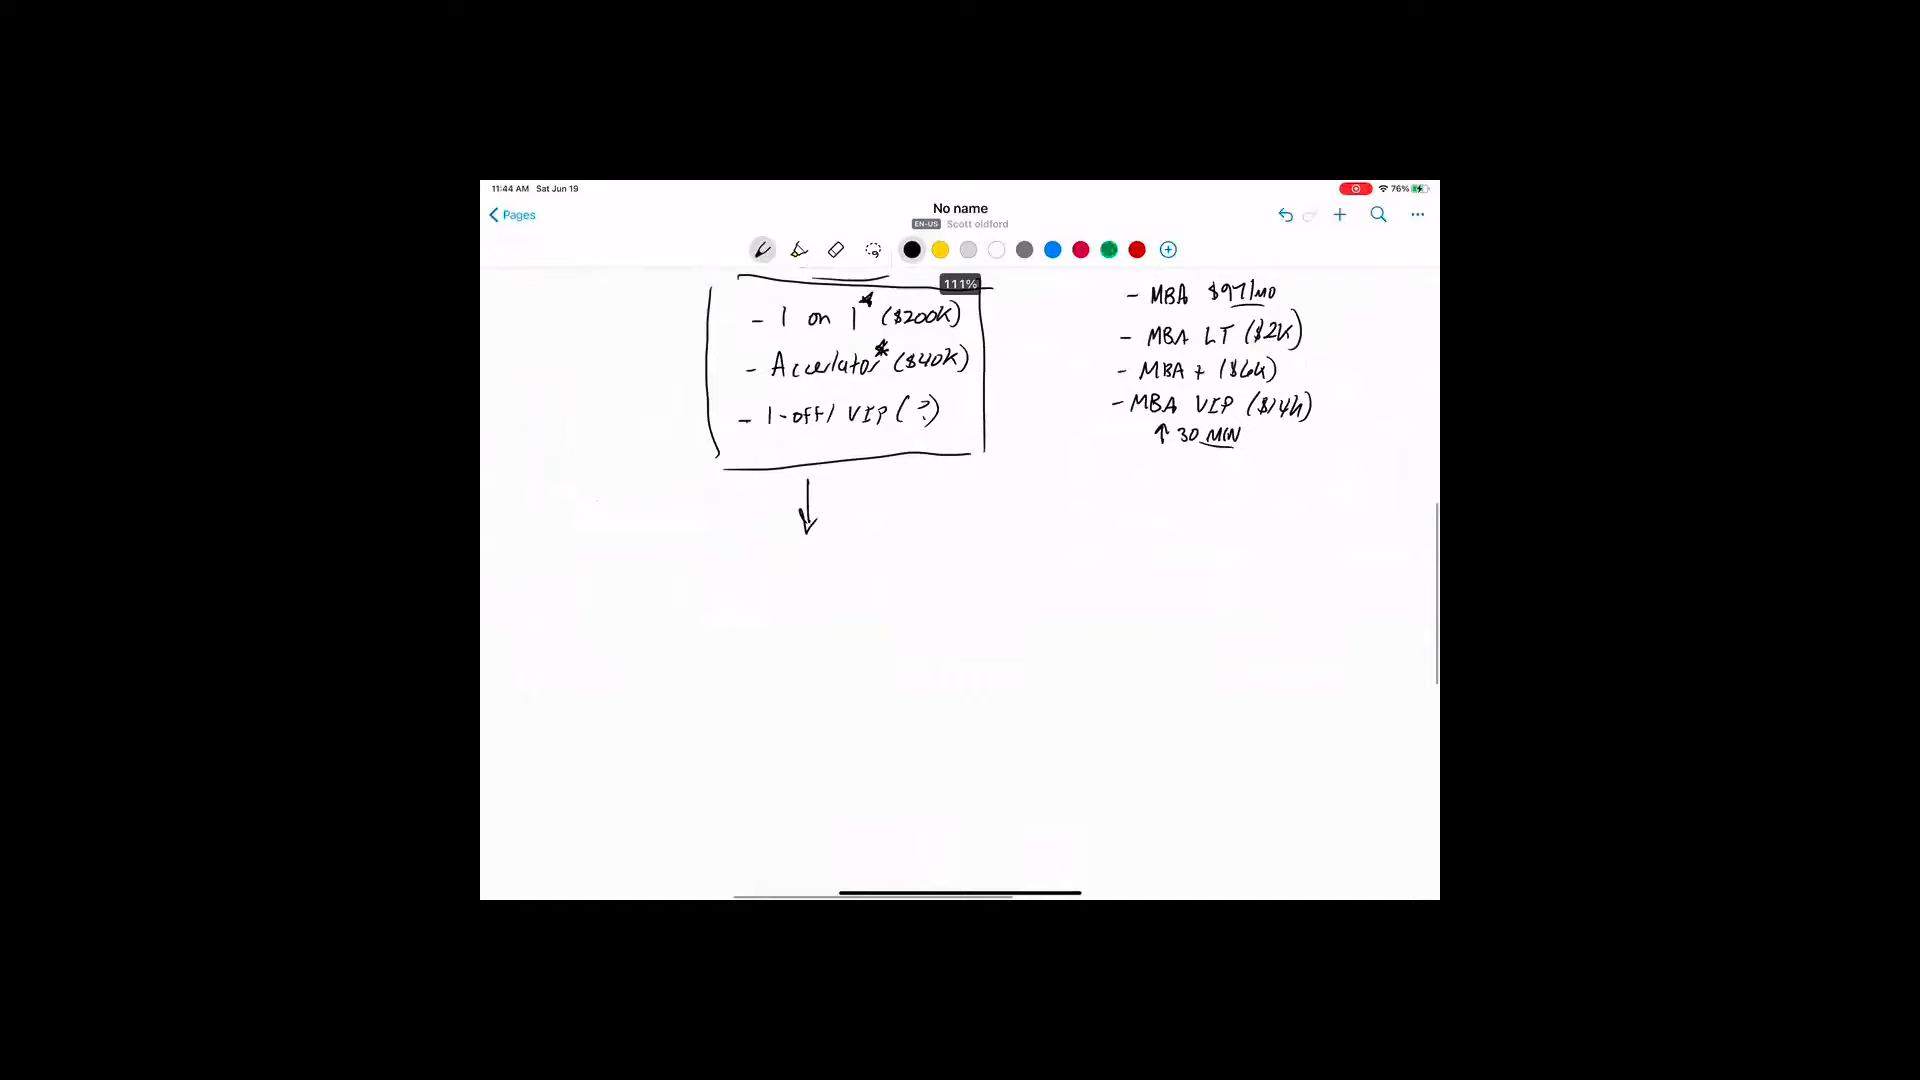 11:44 AM Sat Jun 19
76%
Pages
No name
EN-US Scott oldford
111%
- 1 on 1* ($200K)
- Accerlator* ($40K)
- 1-off/ VIP (?)
- MBA $97/mo
- MBA LT ($2K)
- MBA + ($6k)
- MBA VIP ($14k)
↑ 30 MIN